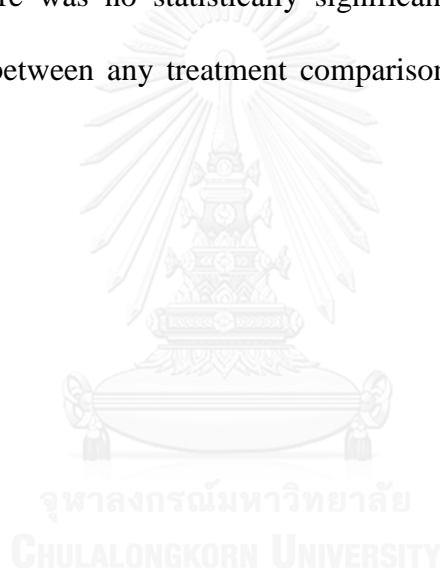 re was no statistically significan
between any treatment comparison
จุฬาลงกรณ์มหาวิทยาลัย
CHULALONGKORN UNIVERSITY